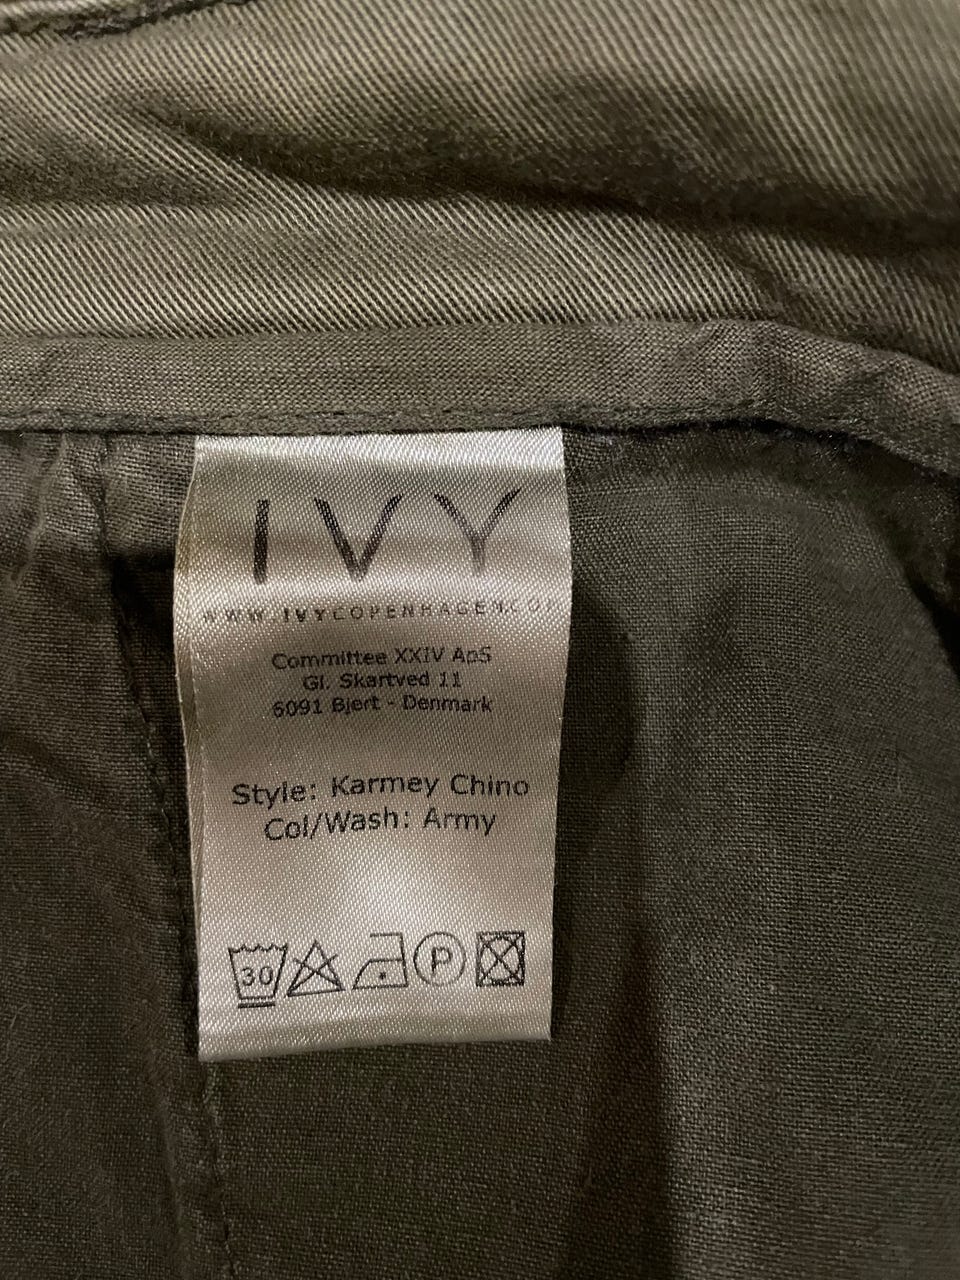 IVY
WWW.IVYCOPENHAGEN.COM
Committee XXIV ApS
Gl. Skartved 11
6091 Bjert - Denmark
Style: Karmey Chino
Col/Wash: Army
30 P